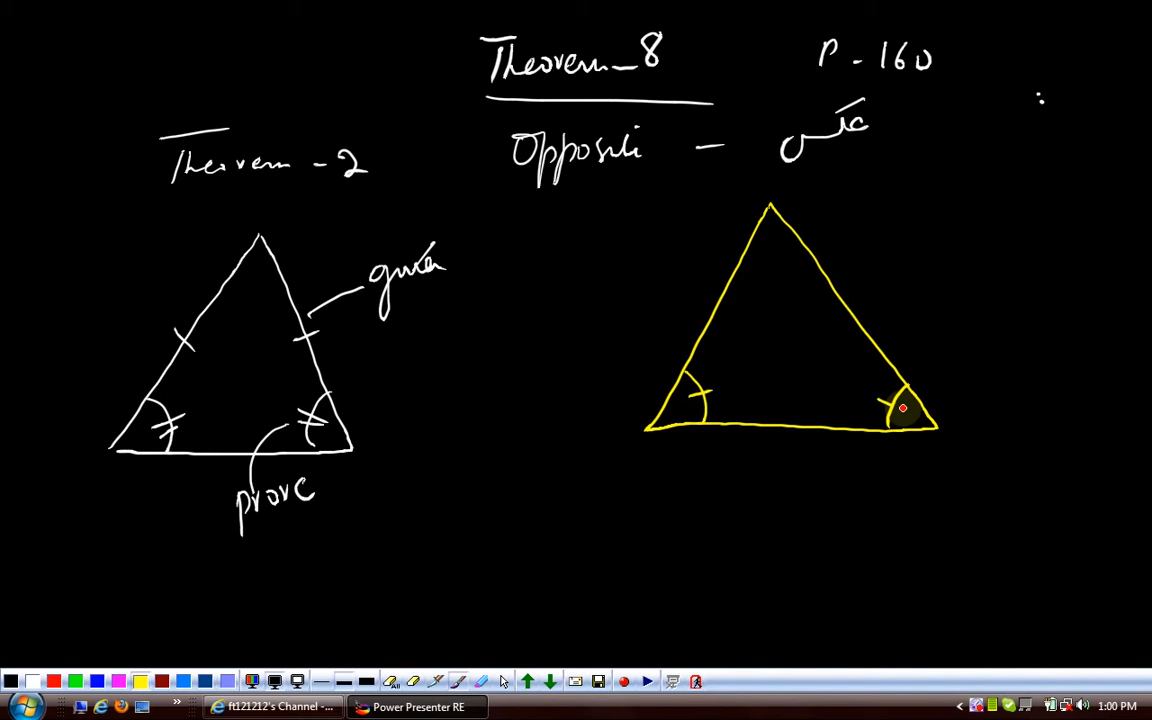 Theorem-8
P-160
Opposite - عکس
Theorem-2
given
prove
ft121212's Channel -...
Power Presenter RE
1:00 PM